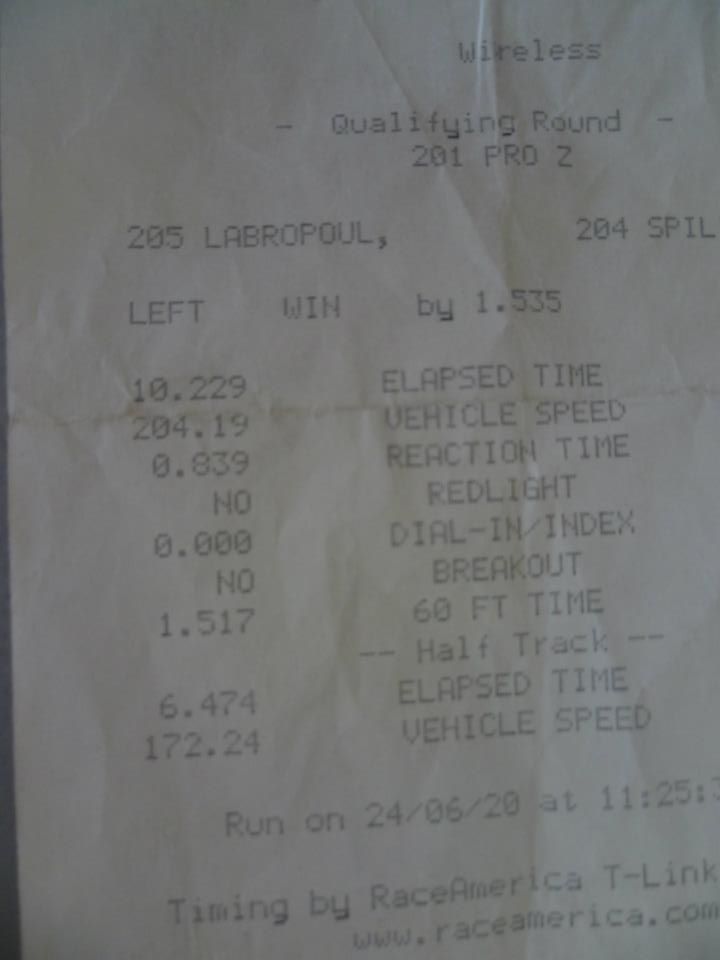 Wireless
- Qualifying Round -
201 PRO Z
205 LABROPOUL, 204 SPIL
LEFT WIN by 1.535
10.229 ELAPSED TIME
204.19 VEHICLE SPEED
0.839 REACTION TIME
NO REDLIGHT
0.000 DIAL-IN/INDEX
NO BREAKOUT
1.517 60 FT TIME
-- Half Track --
6.474 ELAPSED TIME
172.24 VEHICLE SPEED
Run on 24/06/20 at 11:25:3
Timing by RaceAmerica T-Link
www.raceamerica.com